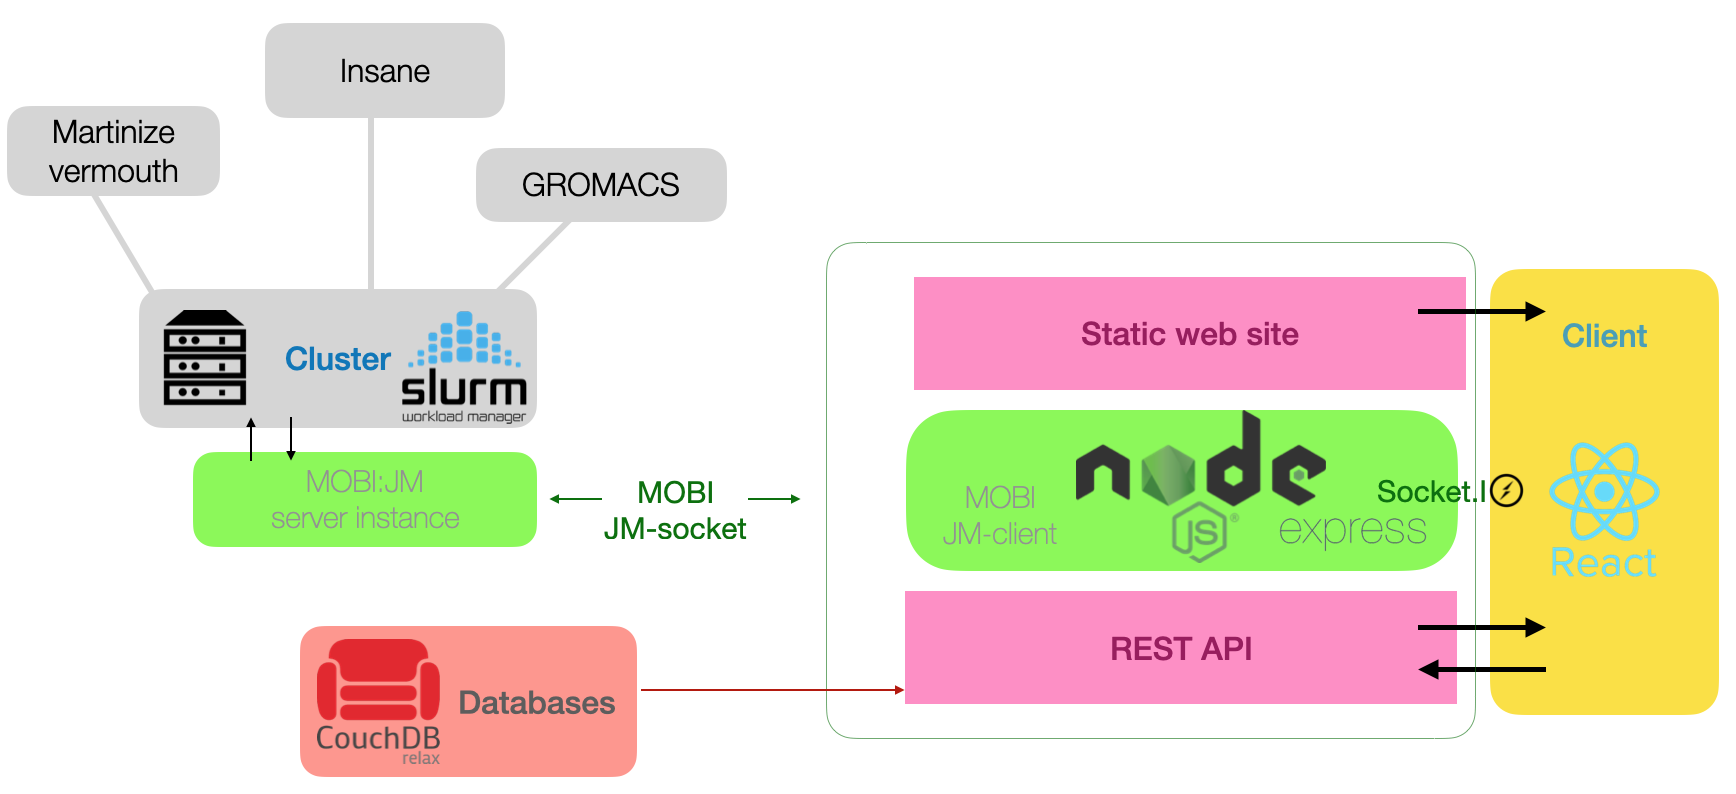 Insane
Martinize
vermouth
GROMACS
Cluster
slurm
workload manager
MOBI:JM
server instance
MOBI
JM-socket
CouchDB
relax
Databases
Static web site
MOBI
JM-client
node
JS
®
express
Socket.I
REST API
Client
React